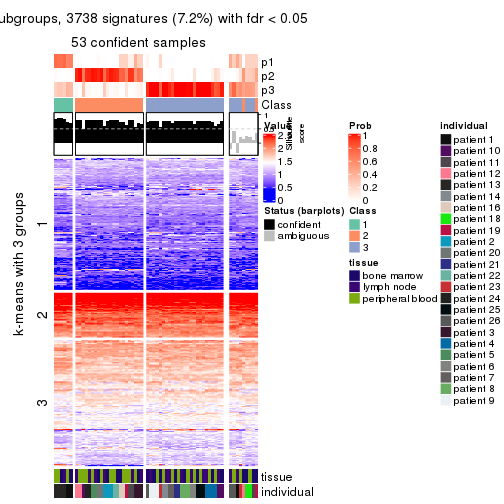 ubgroups, 3738 signatures (7.2%) with fdr < 0.05
53 confident samples
p1
p2
p3
Class
1
0.5
0
Silhouette
score
k-means with 3 groups
1
2
3
tissue
individual
Value
2.5
2
1.5
1
0.5
0
Status (barplots)
confident
ambiguous
Prob
1
0.8
0.6
0.4
0.2
0
Class
1
2
3
tissue
bone marrow
lymph node
peripheral blood
individual
patient 1
patient 10
patient 11
patient 12
patient 13
patient 14
patient 16
patient 18
patient 19
patient 2
patient 20
patient 21
patient 22
patient 23
patient 24
patient 25
patient 26
patient 3
patient 4
patient 5
patient 6
patient 7
patient 8
patient 9